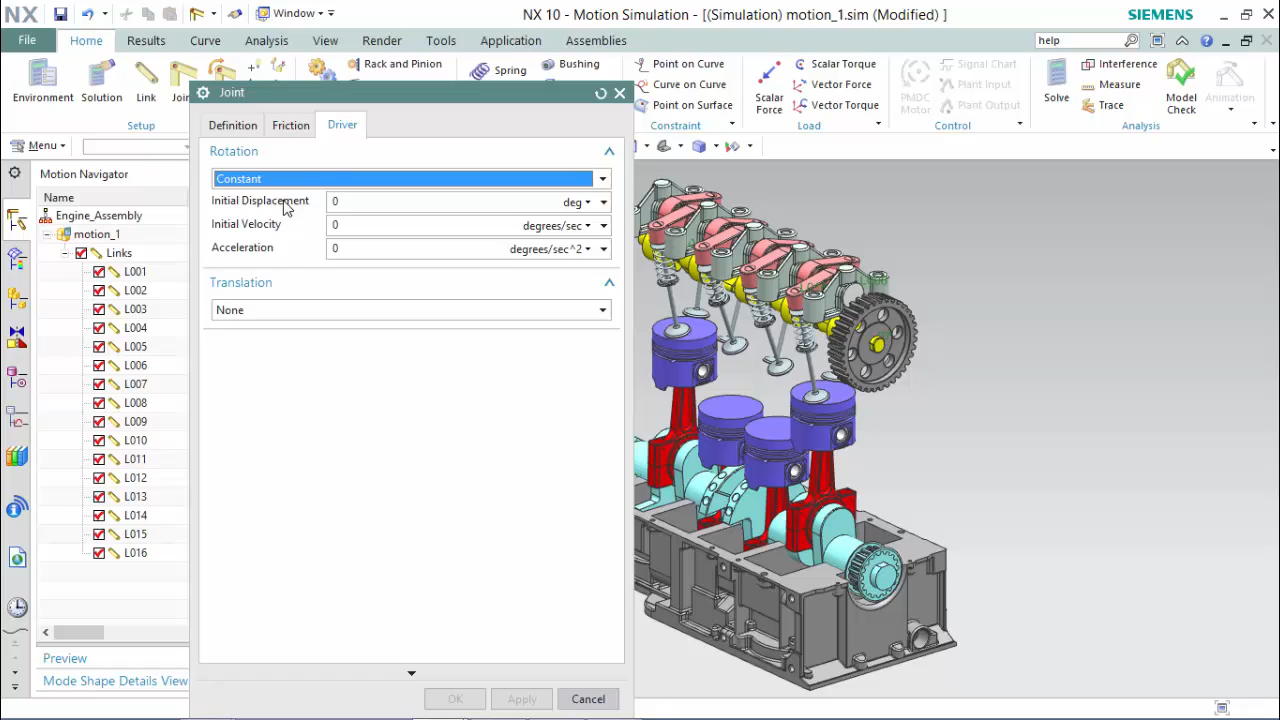 NX
Window
NX 10 - Motion Simulation - [(Simulation) motion_1.sim (Modified) ]
SIEMENS
File
Home
Results
Curve
Analysis
View
Render
Tools
Application
Assemblies
help
Environment
Solution
Link
Rack and Pinion
Spring
Bushing
Point on Curve
Curve on Curve
Point on Surface
Scalar Force
Scalar Torque
Vector Force
Vector Torque
PMDC Motor
Signal Chart
Plant Input
Plant Output
Solve
Interference
Measure
Trace
Model Check
Animation
Setup
Constraint
Load
Control
Analysis
Menu
Joint
Definition
Friction
Driver
Rotation
Constant
Initial Displacement
0
deg
Initial Velocity
0
degrees/sec
Acceleration
0
degrees/sec^2
Translation
None
OK
Apply
Cancel
Motion Navigator
Name
Engine_Assembly
motion_1
Links
L001
L002
L003
L004
L005
L006
L007
L008
L009
L010
L011
L012
L013
L014
L015
L016
Preview
Mode Shape Details View